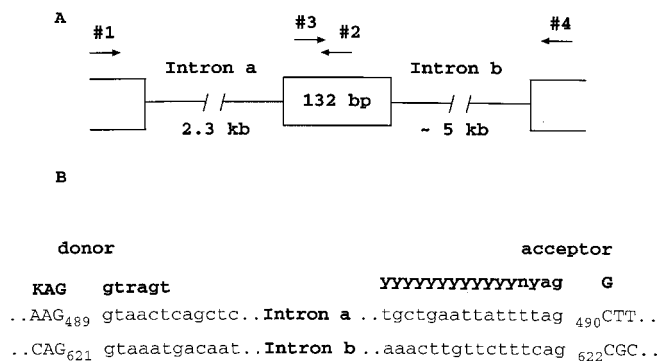 A
#1 #3 #2 #4
Intron a Intron b
132 bp
2.3 kb ~ 5 kb
B
donor acceptor
KAG gtragt yyyyyyyyyyyynyag G
..AAG489 gtaactcagctc..Intron a ..tgctgaattattttag 490CTT..
..CAG621 gtaaatgacaat..Intron b ..aaacttgttctttcag 622CGC..